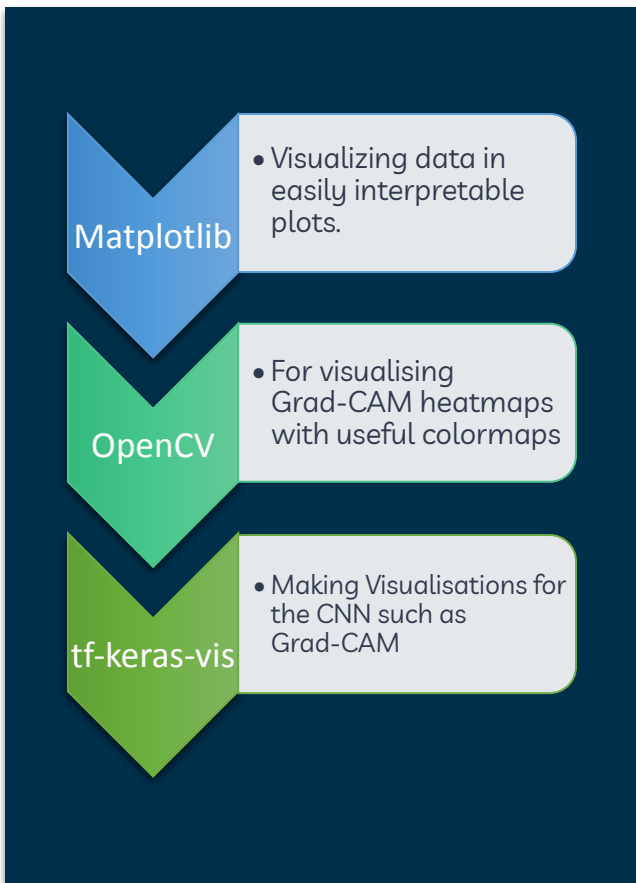 Matplotlib
• Visualizing data in
easily interpretable
plots.
OpenCV
• For visualising
Grad-CAM heatmaps
with useful colormaps
tf-keras-vis
• Making Visualisations for
the CNN such as
Grad-CAM